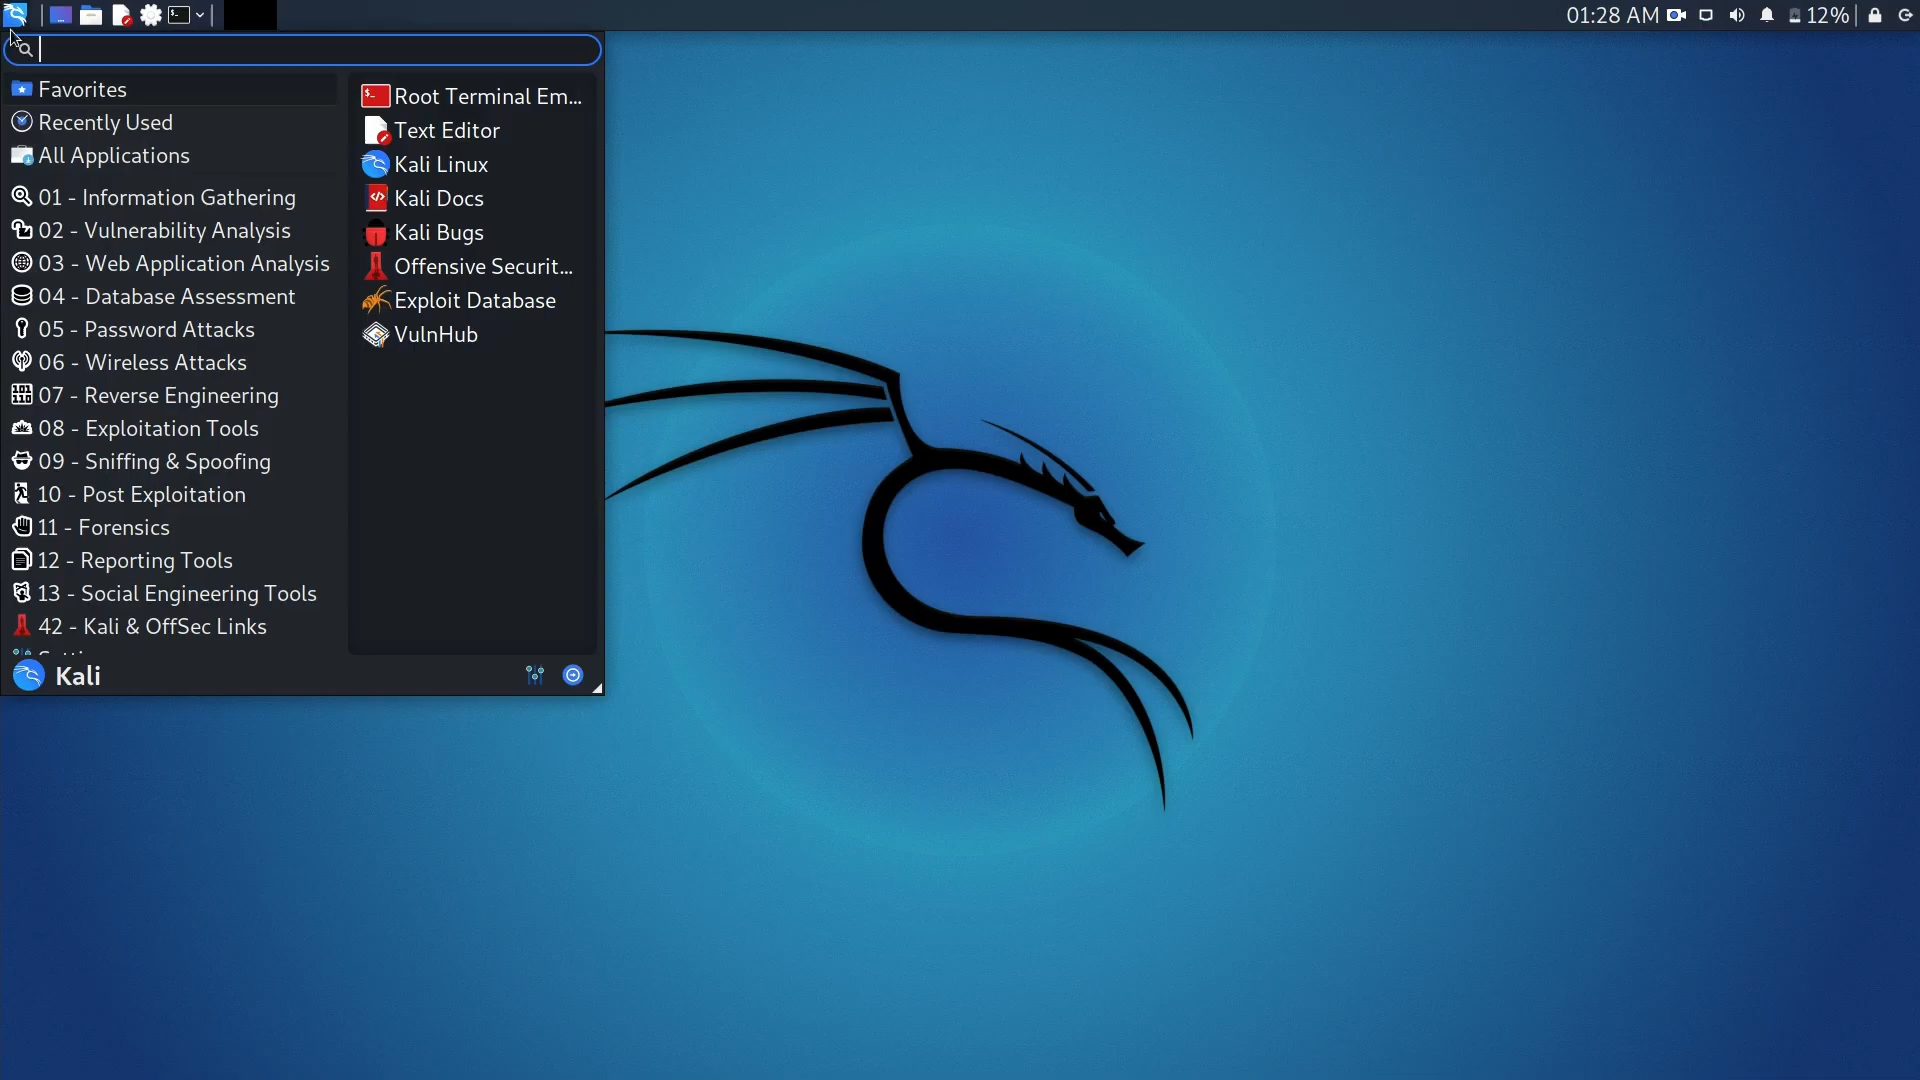 01:28 AM 12%
Favorites
Recently Used
All Applications
01 - Information Gathering
02 - Vulnerability Analysis
03 - Web Application Analysis
04 - Database Assessment
05 - Password Attacks
06 - Wireless Attacks
07 - Reverse Engineering
08 - Exploitation Tools
09 - Sniffing & Spoofing
10 - Post Exploitation
11 - Forensics
12 - Reporting Tools
13 - Social Engineering Tools
42 - Kali & OffSec Links
Root Terminal Em...
Text Editor
Kali Linux
Kali Docs
Kali Bugs
Offensive Securit...
Exploit Database
VulnHub
Kali